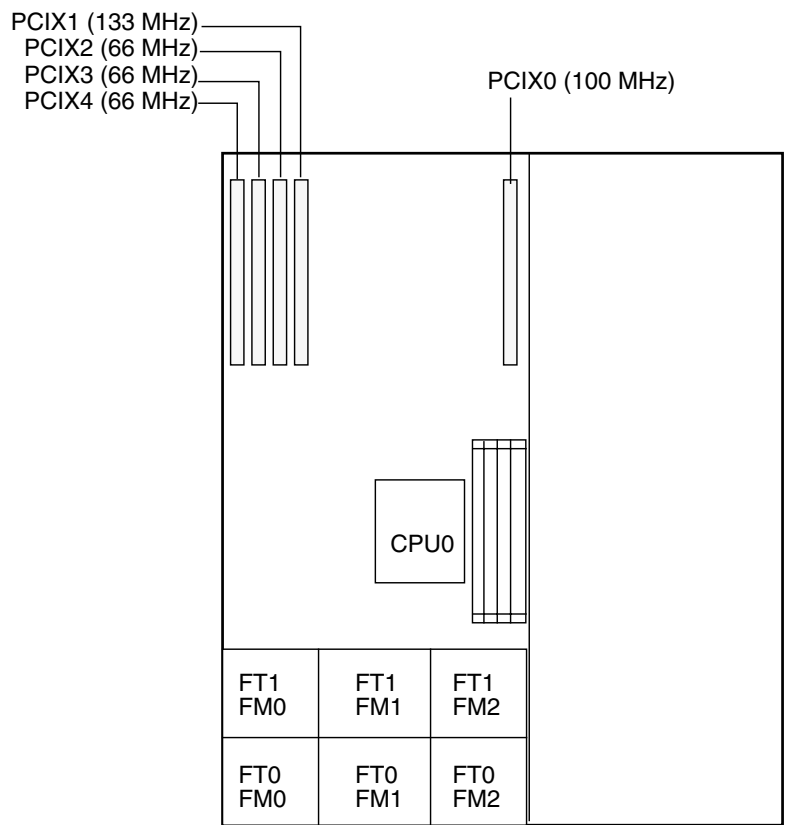 PCIX1 (133 MHz)
PCIX2 (66 MHz)
PCIX3 (66 MHz)
PCIX4 (66 MHz)
PCIX0 (100 MHz)
CPU0
FT1
FM0
FT1
FM1
FT1
FM2
FT0
FM0
FT0
FM1
FT0
FM2